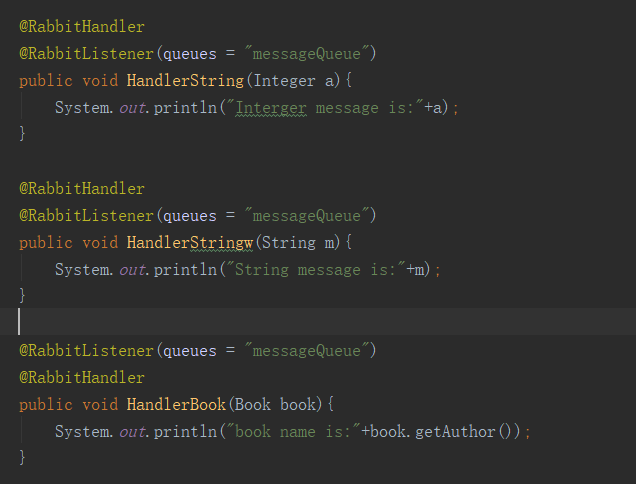 @RabbitHandler
@RabbitListener(queues = "messageQueue")
public void HandlerString(Integer a){
System.out.println("Interger message is:"+a);
}
@RabbitHandler
@RabbitListener(queues = "messageQueue")
public void HandlerStringw(String m){
System.out.println("String message is:"+m);
}
@RabbitListener(queues = "messageQueue")
@RabbitHandler
public void HandlerBook(Book book){
System.out.println("book name is:"+book.getAuthor());
}